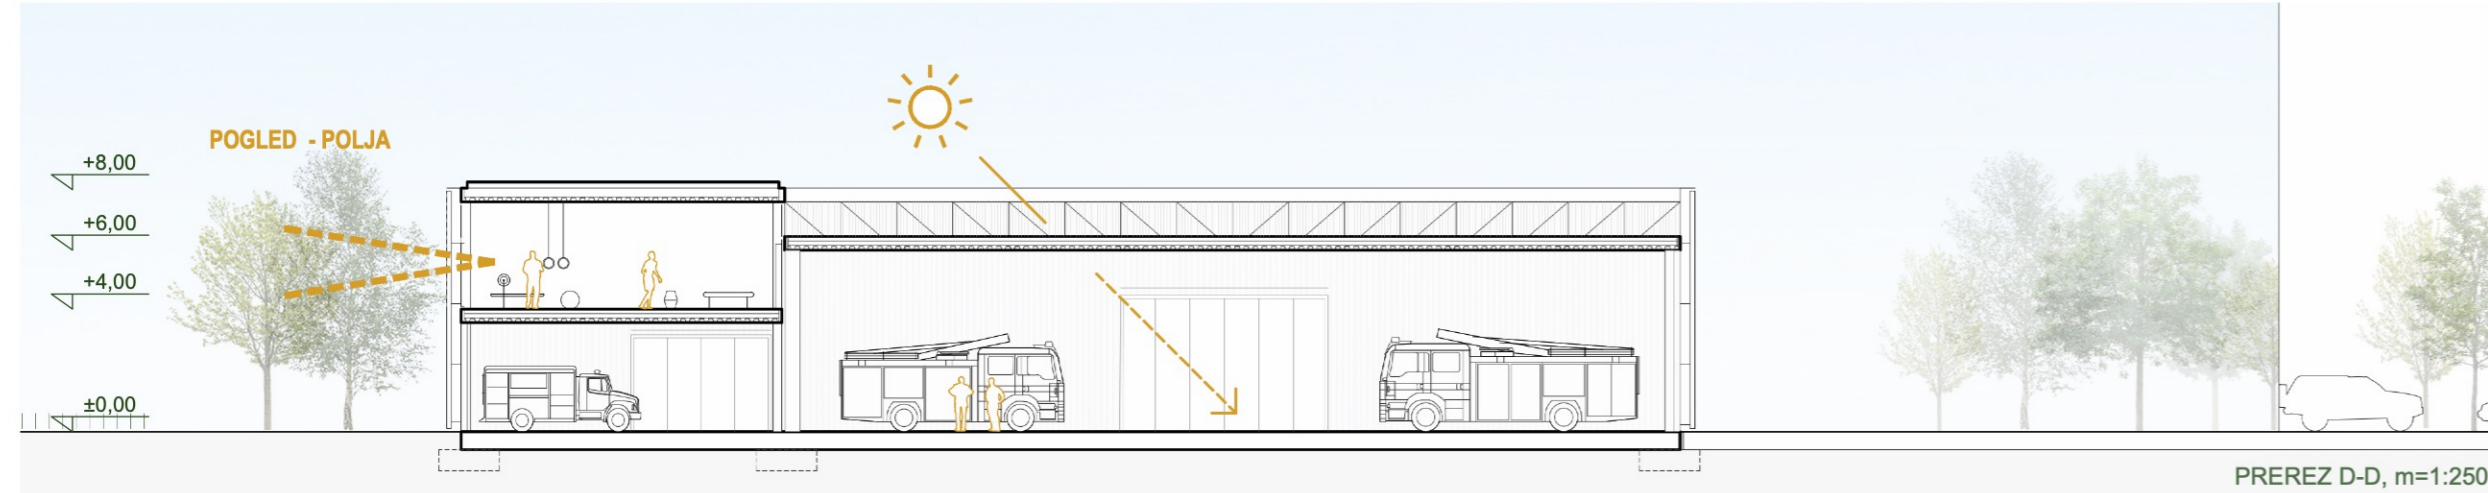 POGLED - POLJA
+8,00
+6,00
+4,00
±0,00
PREREZ D-D, m=1:250